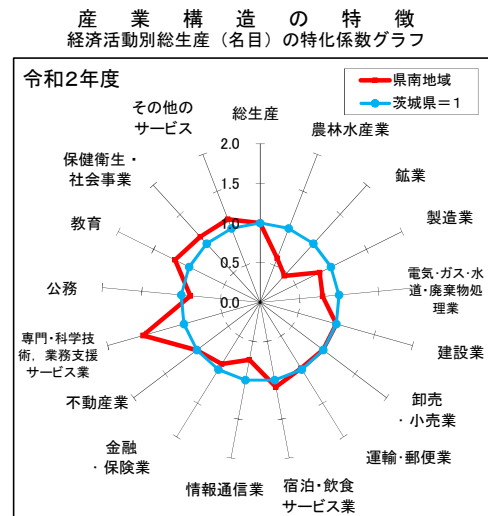 産業構造の特徴
経済活動別総生産（名目）の特化係数グラフ
令和2年度
県南地域
茨城県＝1
総生産
農林水産業
鉱業
製造業
電気・ガス・水
道・廃棄物処
理業
建設業
卸売
・小売業
運輸・郵便業
宿泊・飲食
サービス業
情報通信業
金融
・保険業
不動産業
専門・科学技
術，業務支援
サービス業
公務
教育
保健衛生・
社会事業
その他の
サービス
2.0
1.5
1.0
0.5
0.0